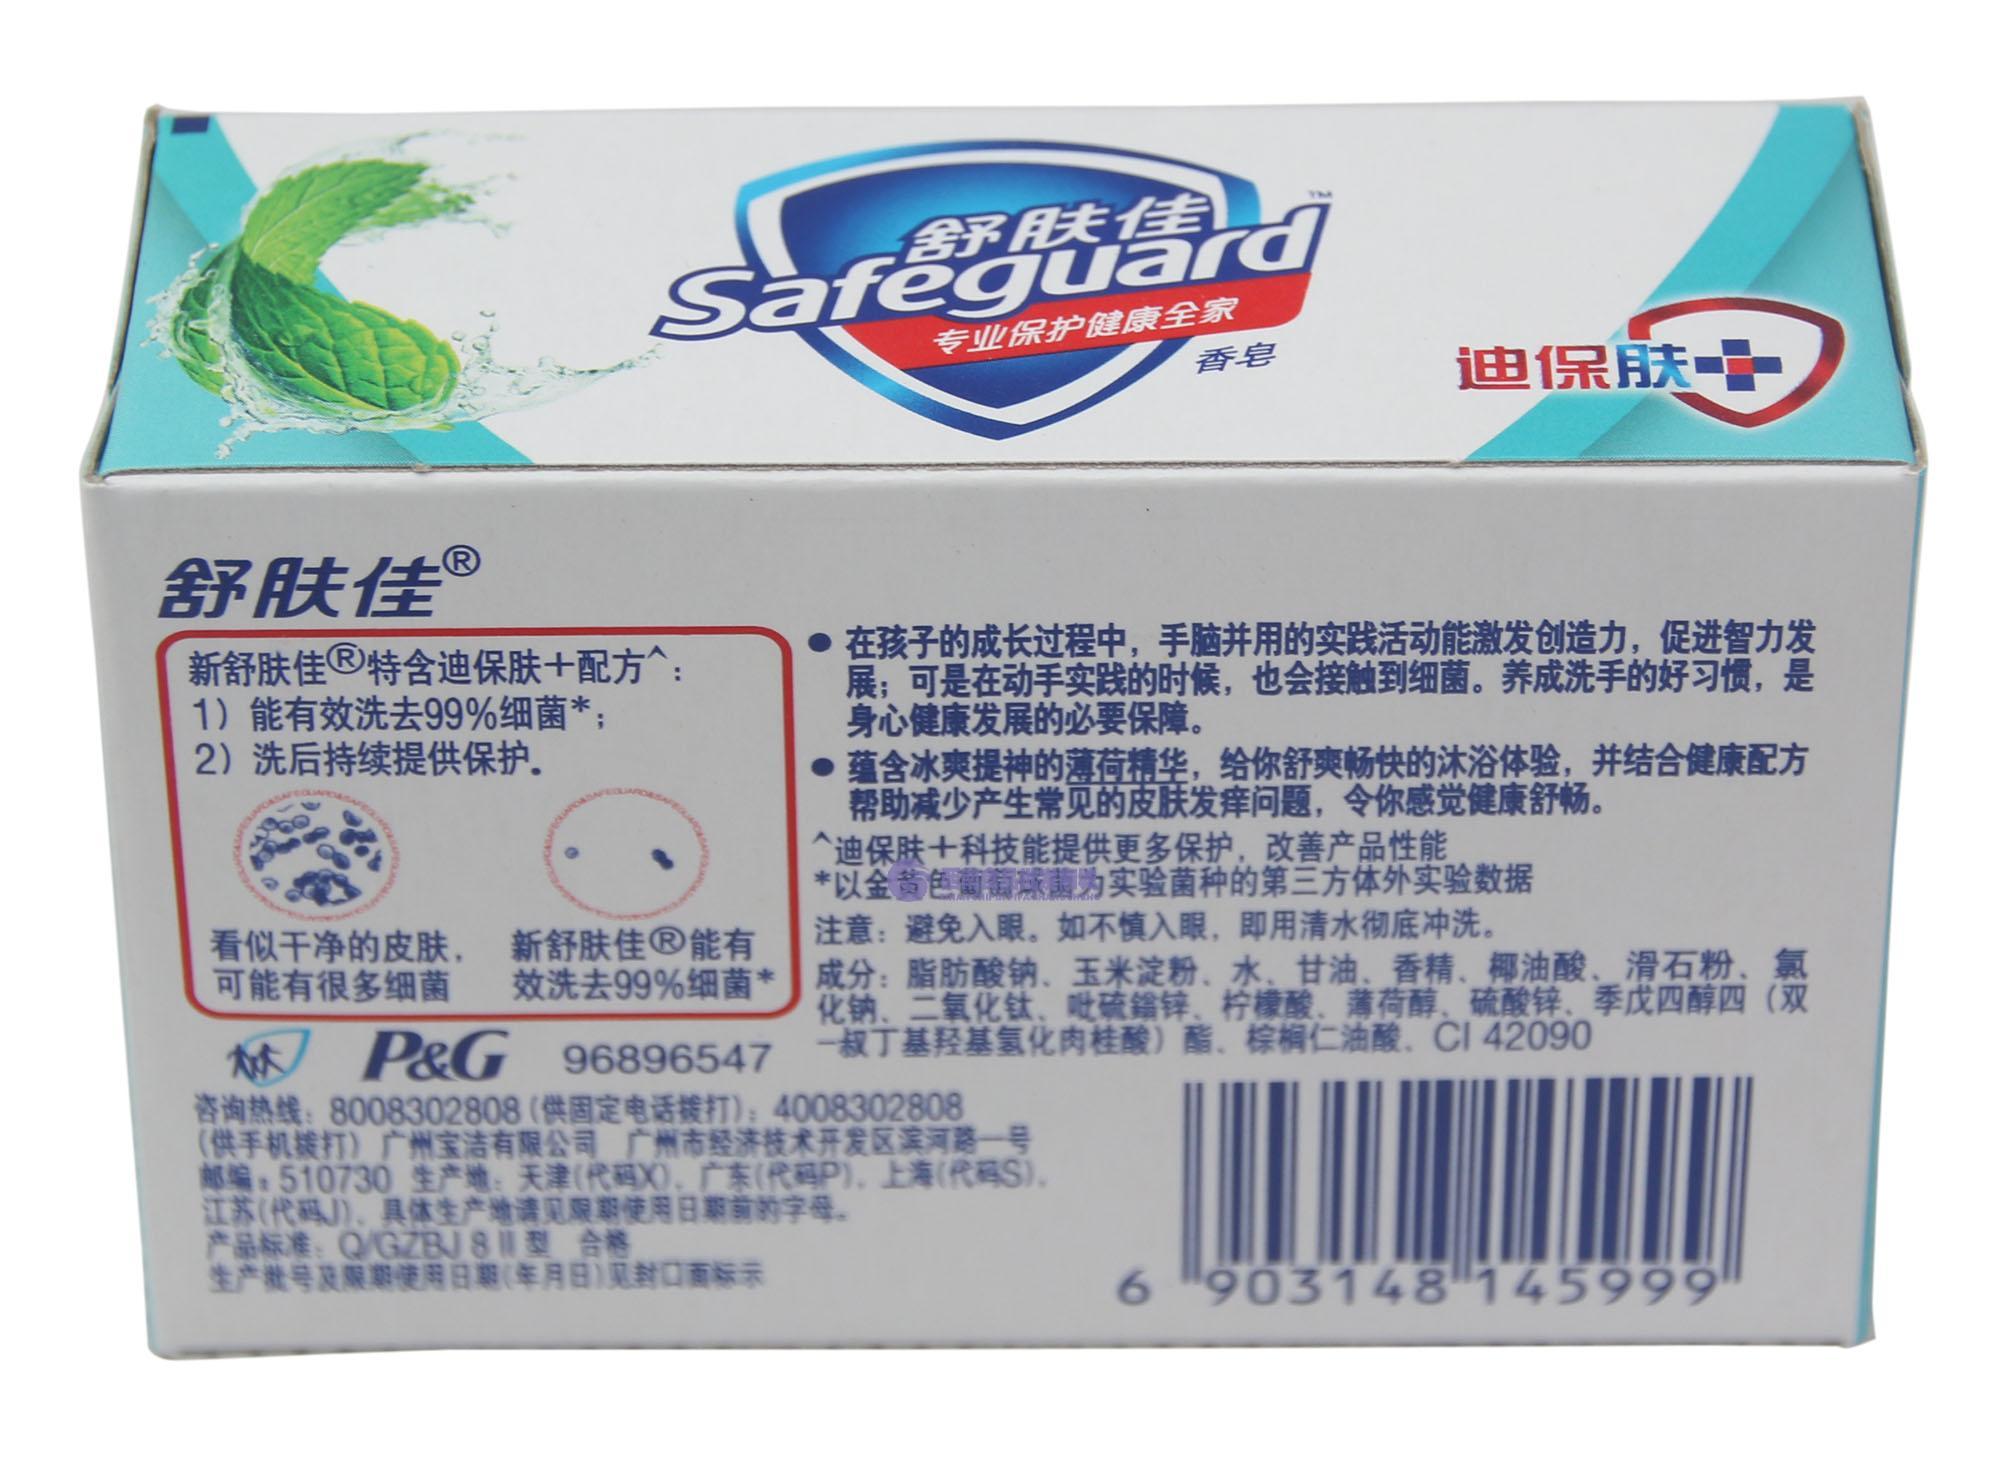 舒肤佳
Safeguard™
专业保护健康全家
香皂
迪保肤
舒肤佳®
新舒肤佳®特含迪保肤+配方^:
1）能有效洗去99%细菌*；
2）洗后持续提供保护。
看似干净的皮肤，
可能有很多细菌
新舒肤佳®能有
效洗去99%细菌*
P&G 96896547
咨询热线：8008302808(供固定电话拨打)；4008302808
(供手机拨打) 广州宝洁有限公司 广州市经济技术开发区滨河路一号
邮编：510730 生产地：天津(代码X)，广东(代码P)，上海(代码S)，
江苏(代码J)，具体生产地请见限期使用日期前的字母。
产品标准：Q/GZBJ 8 II 型 合格
生产批号及限期使用日期(年月日)见封口面标示
● 在孩子的成长过程中，手脑并用的实践活动能激发创造力，促进智力发
展；可是在动手实践的时候，也会接触到细菌。养成洗手的好习惯，是
身心健康发展的必要保障。
● 蕴含冰爽提神的薄荷精华，给你舒爽畅快的沐浴体验，并结合健康配方
帮助减少产生常见的皮肤发痒问题，令你感觉健康舒畅。
^迪保肤+科技能提供更多保护，改善产品性能
*以金黄色葡萄球菌为实验菌种的第三方体外实验数据
注意：避免入眼。如不慎入眼，即用清水彻底冲洗。
成分：脂肪酸钠、玉米淀粉、水、甘油、香精、椰油酸、滑石粉、氯
化钠、二氧化钛、吡硫鎓锌、柠檬酸、薄荷醇、硫酸锌、季戊四醇四（双
-叔丁基羟基氢化肉桂酸）酯、棕榈仁油酸、CI 42090
6 903148 145999